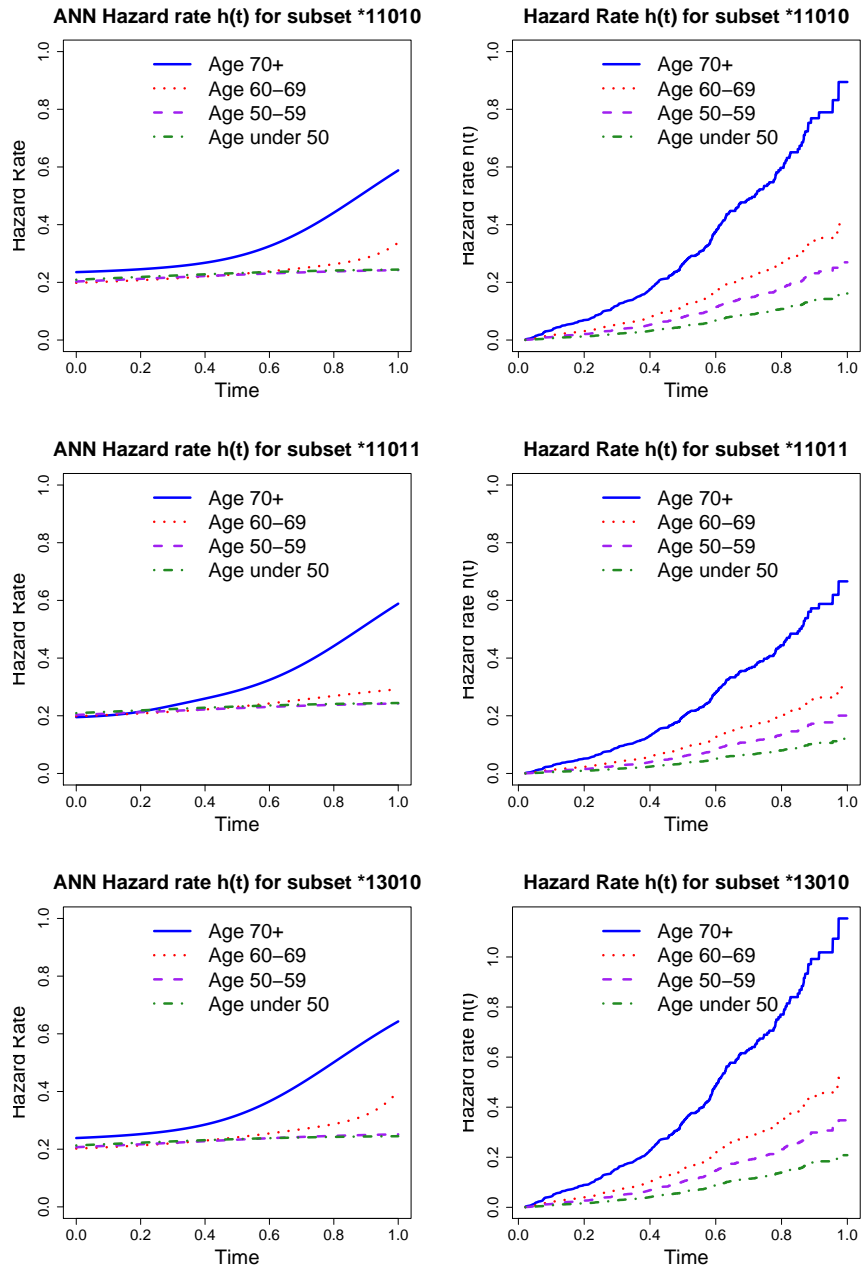 ANN Hazard rate h(t) for subset *11010
Hazard Rate
1.0
0.8
0.6
0.4
0.2
0.0
Age 70+
Age 60−69
Age 50−59
Age under 50
0.0 0.2 0.4 0.6 0.8 1.0
Time
Hazard Rate h(t) for subset *11010
Hazard rate h(t)
1.0
0.8
0.6
0.4
0.2
0.0
Age 70+
Age 60−69
Age 50−59
Age under 50
0.0 0.2 0.4 0.6 0.8 1.0
Time
ANN Hazard rate h(t) for subset *11011
Hazard Rate
1.0
0.8
0.6
0.4
0.2
0.0
Age 70+
Age 60−69
Age 50−59
Age under 50
0.0 0.2 0.4 0.6 0.8 1.0
Time
Hazard Rate h(t) for subset *11011
Hazard rate h(t)
1.0
0.8
0.6
0.4
0.2
0.0
Age 70+
Age 60−69
Age 50−59
Age under 50
0.0 0.2 0.4 0.6 0.8 1.0
Time
ANN Hazard rate h(t) for subset *13010
Hazard Rate
1.0
0.8
0.6
0.4
0.2
0.0
Age 70+
Age 60−69
Age 50−59
Age under 50
0.0 0.2 0.4 0.6 0.8 1.0
Time
Hazard Rate h(t) for subset *13010
Hazard rate h(t)
1.0
0.8
0.6
0.4
0.2
0.0
Age 70+
Age 60−69
Age 50−59
Age under 50
0.0 0.2 0.4 0.6 0.8 1.0
Time